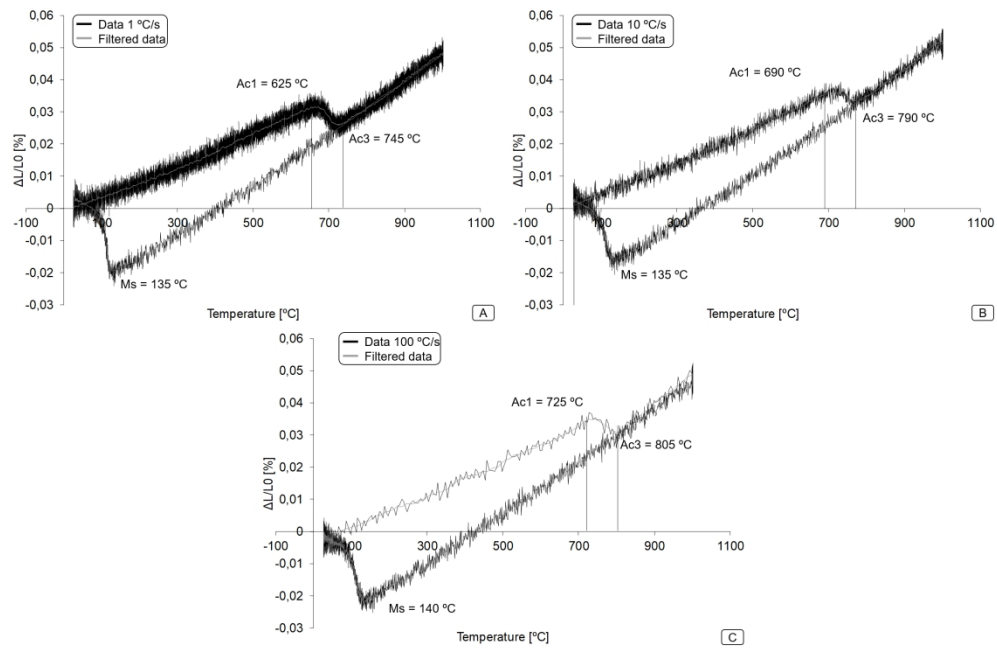 Data 1 ºC/s
Filtered data
0,06
0,05
0,04
0,03
0,02
0,01
0
-0,01
-0,02
-0,03
ΔL/L0 [%]
-100
100
300
500
700
900
1100
Ac1 = 625 ºC
Ac3 = 745 ºC
Ms = 135 ºC
Temperature [ºC]
A
Data 10 ºC/s
Filtered data
0,06
0,05
0,04
0,03
0,02
0,01
0
-0,01
-0,02
-0,03
ΔL/L0 [%]
-100
100
300
500
700
900
1100
Ac1 = 690 ºC
Ac3 = 790 ºC
Ms = 135 ºC
Temperature [ºC]
B
Data 100 ºC/s
Filtered data
0,06
0,05
0,04
0,03
0,02
0,01
0
-0,01
-0,02
-0,03
ΔL/L0 [%]
-100
100
300
500
700
900
1100
Ac1 = 725 ºC
Ac3 = 805 ºC
Ms = 140 ºC
Temperature [ºC]
C